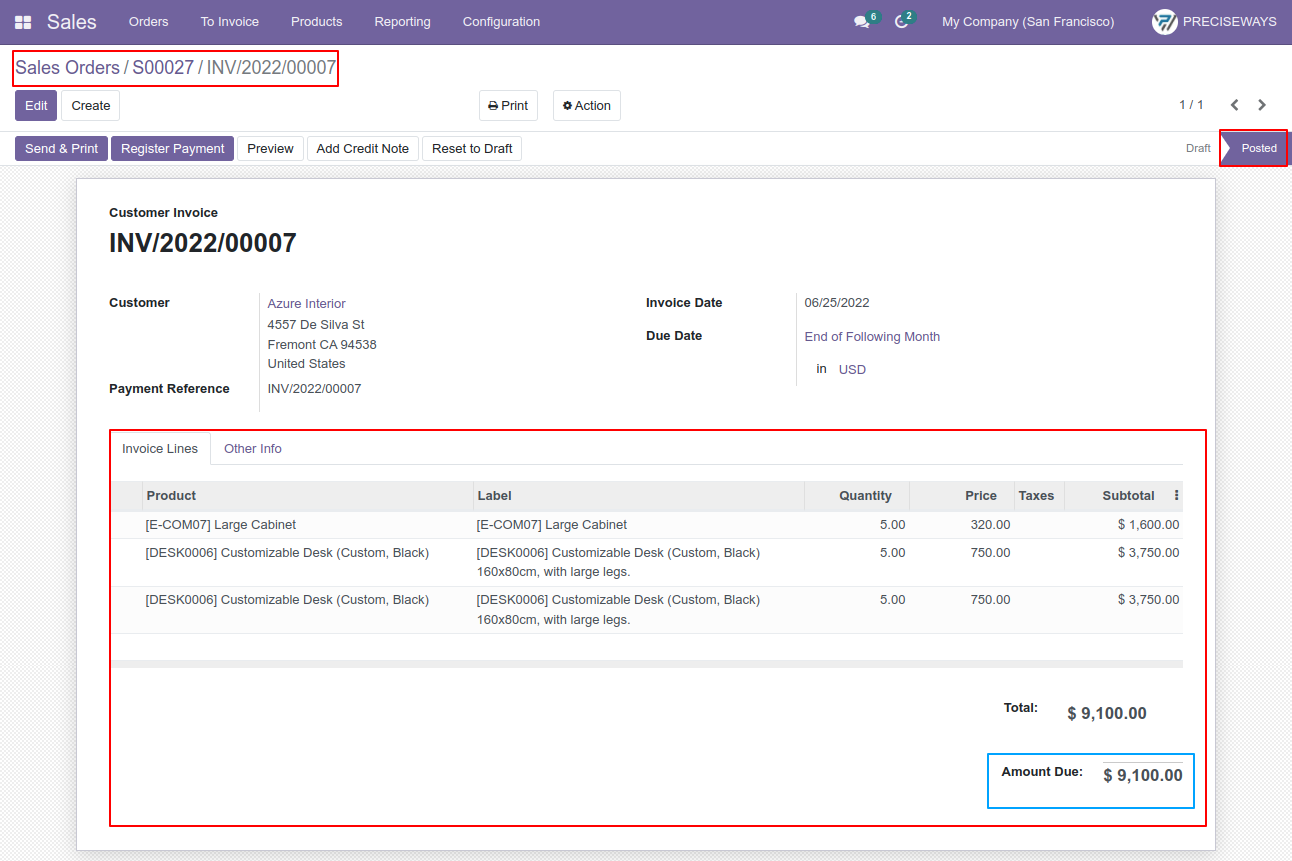 Sales Orders To Invoice Products Reporting Configuration 6 2 My Company (San Francisco) PRECISEWAYS
Sales Orders / S00027 / INV/2022/00007
Edit Create Print Action 1 / 1
Send & Print Register Payment Preview Add Credit Note Reset to Draft Draft Posted
Customer Invoice
INV/2022/00007
Customer Azure Interior Invoice Date 06/25/2022
4557 De Silva St
Fremont CA 94538 Due Date End of Following Month
United States
in USD
Payment Reference INV/2022/00007
Invoice Lines Other Info
Product Label Quantity Price Taxes Subtotal
[E-COM07] Large Cabinet [E-COM07] Large Cabinet 5.00 320.00 $ 1,600.00
[DESK0006] Customizable Desk (Custom, Black) [DESK0006] Customizable Desk (Custom, Black) 5.00 750.00 $ 3,750.00
160x80cm, with large legs.
[DESK0006] Customizable Desk (Custom, Black) [DESK0006] Customizable Desk (Custom, Black) 5.00 750.00 $ 3,750.00
160x80cm, with large legs.
Total: $ 9,100.00
Amount Due: $ 9,100.00